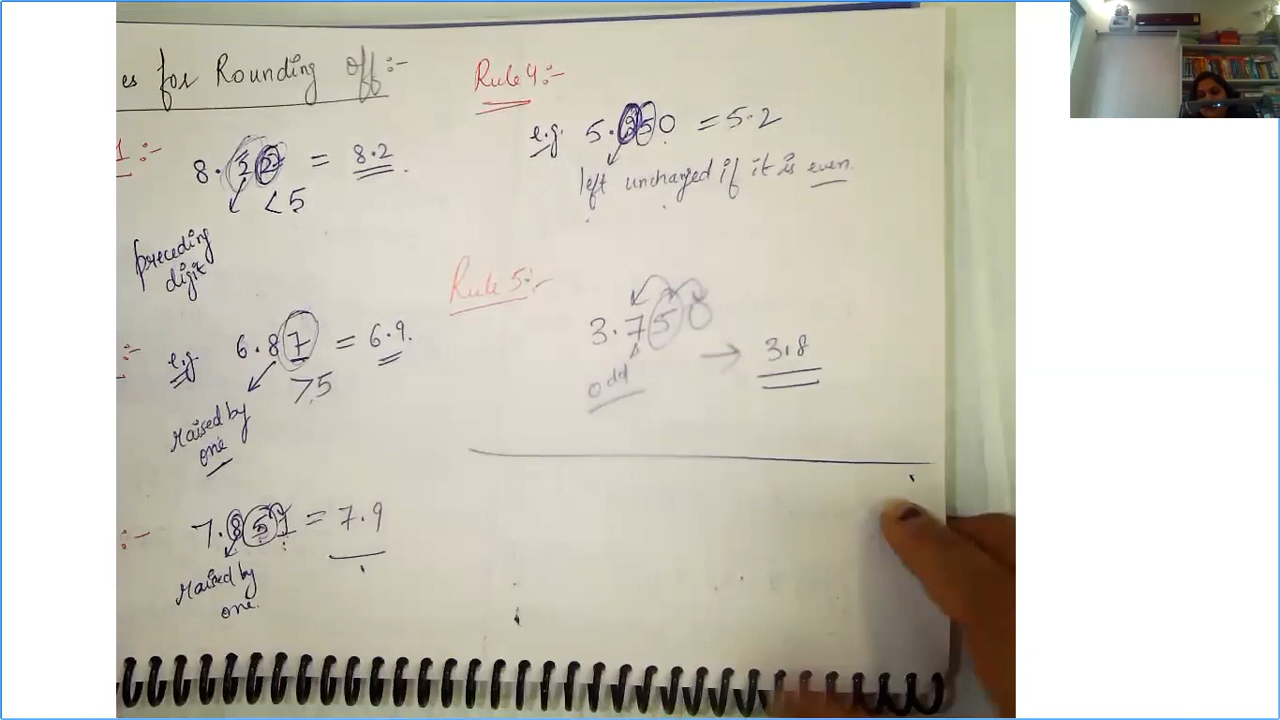 es for Rounding off:-
1:-
8.22 = 8.2
<5
preceding
digit
:-
e.g. 6.87 = 6.9.
>5
raised by
one
:-
7.851 = 7.9
raised by
one.
Rule 4:-
e.g. 5.250 = 5.2
left unchanged if it is even.
Rule 5:-
3.750
odd
→ 3.8